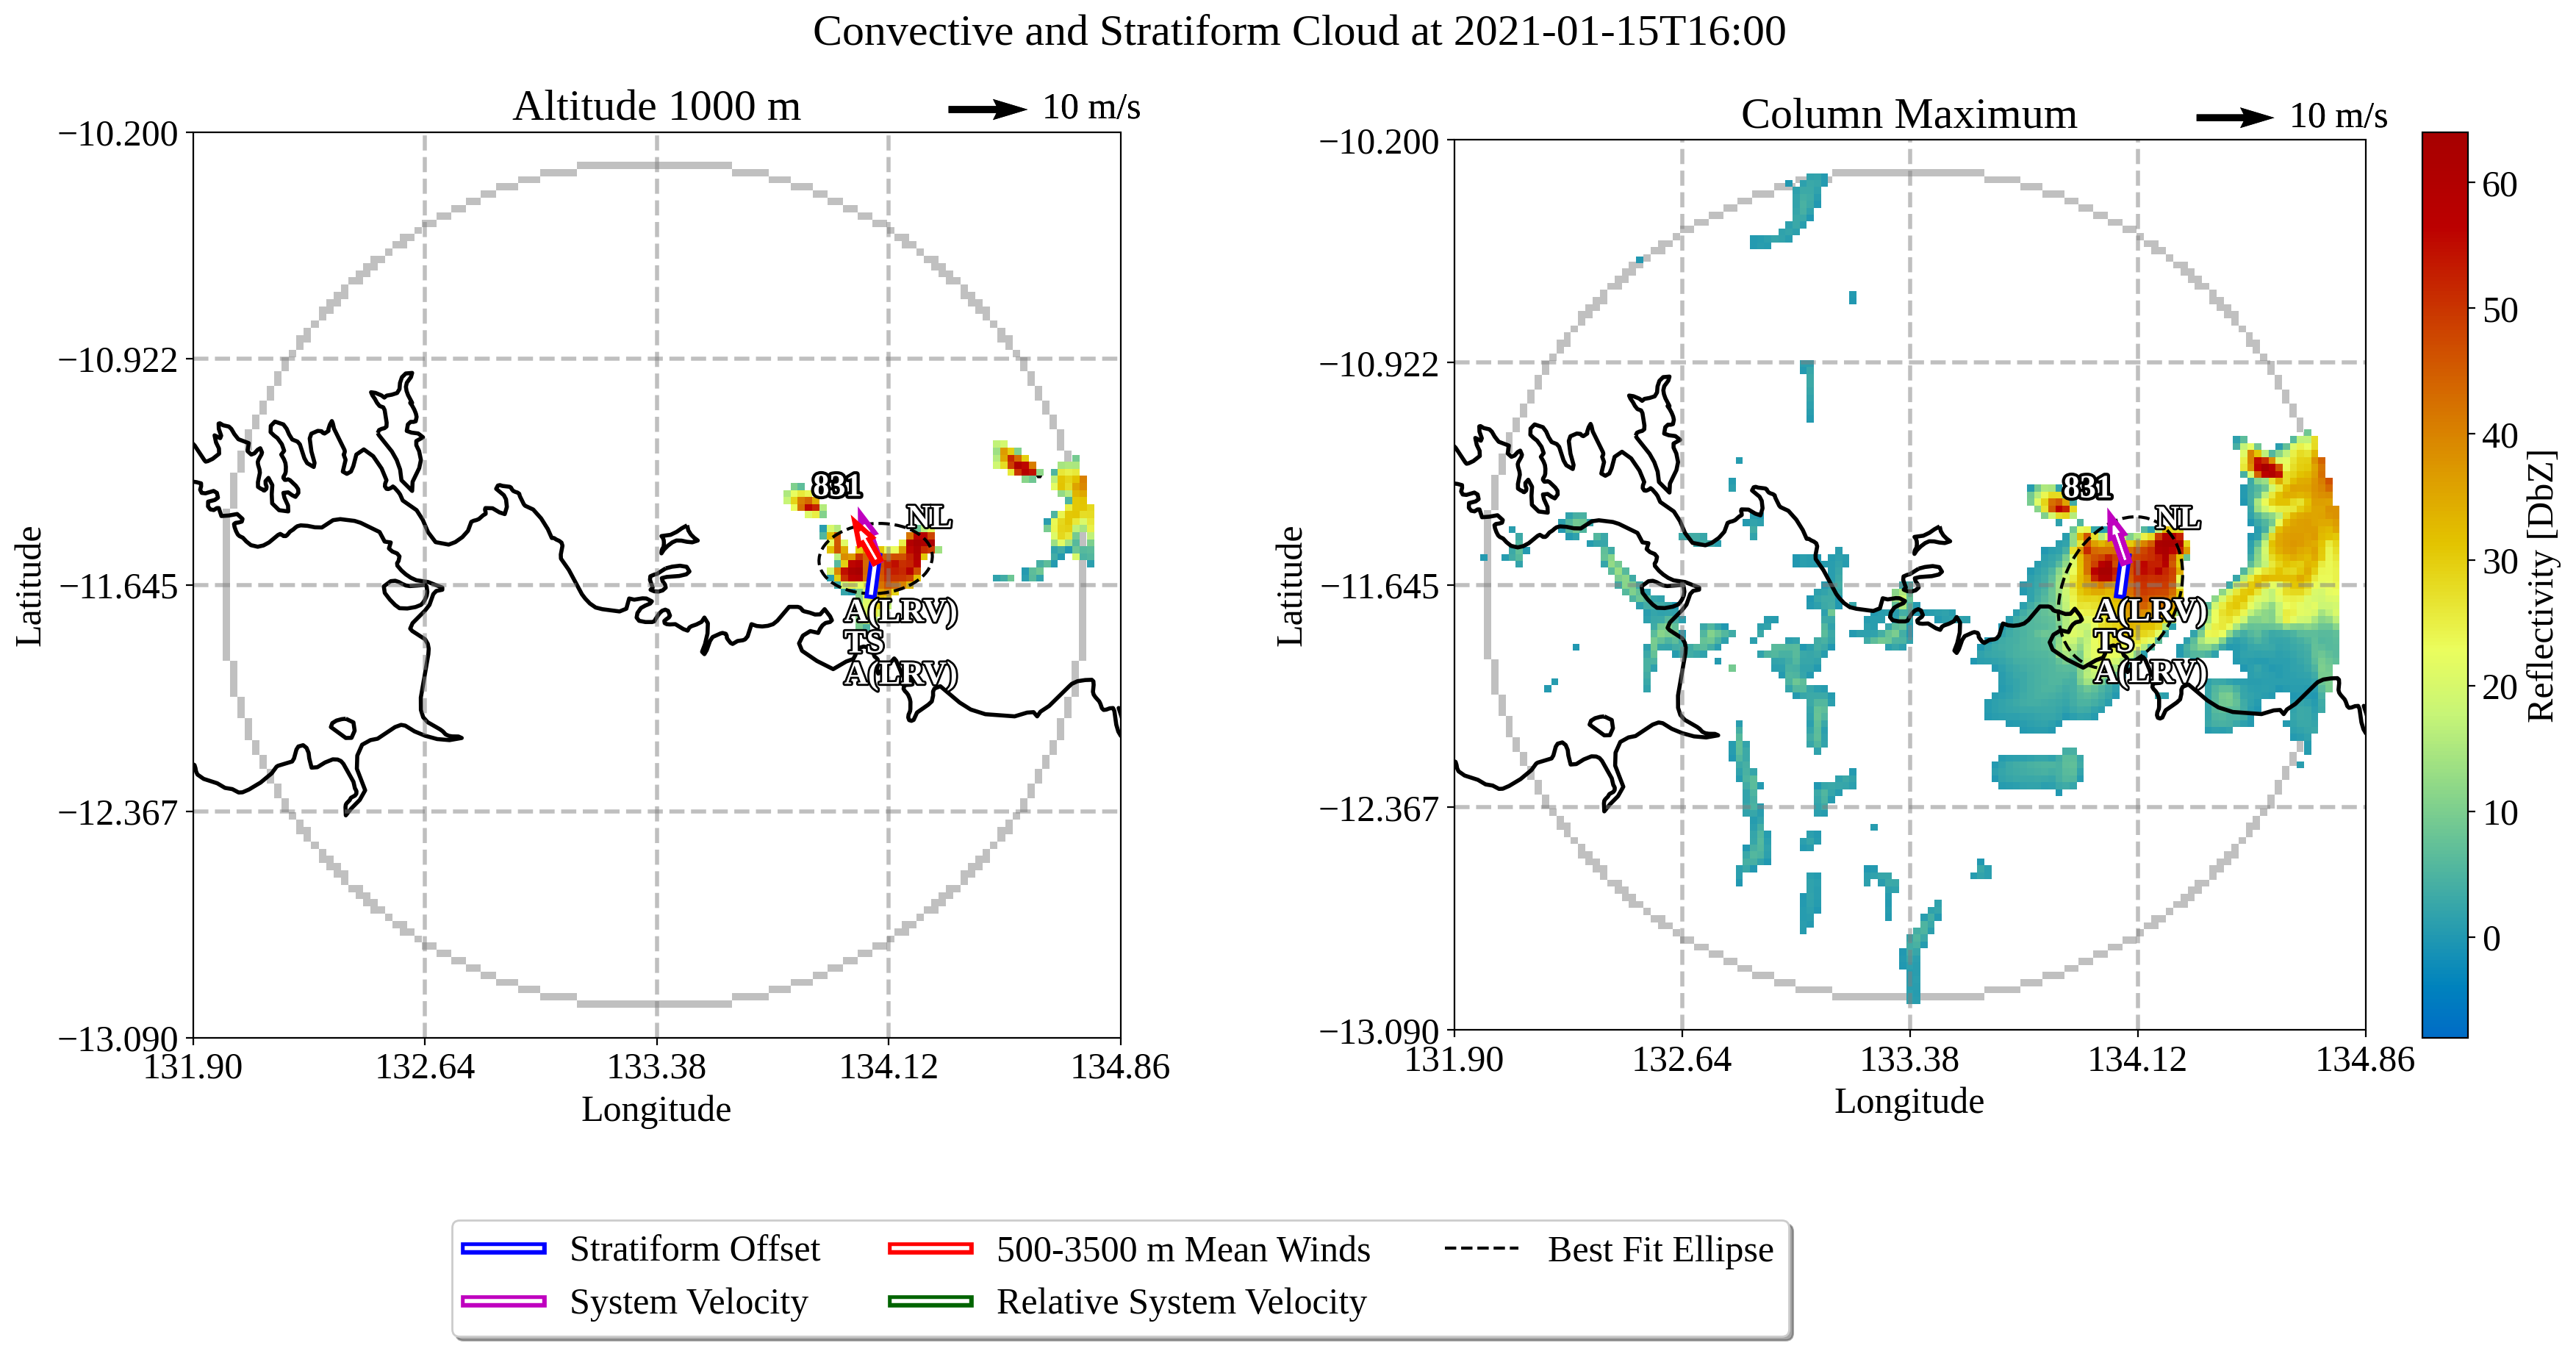 Convective and Stratiform Cloud at 2021-01-15T16:00
Altitude 1000 m
10 m/s
−10.200
−10.922
−11.645
−12.367
−13.090
131.90
132.64
133.38
134.12
134.86
Latitude
Longitude
831
NL
A(LRV)
TS
A(LRV)
Column Maximum
10 m/s
−10.200
−10.922
−11.645
−12.367
−13.090
131.90
132.64
133.38
134.12
134.86
Latitude
Longitude
831
NL
A(LRV)
TS
A(LRV)
60
50
40
30
20
10
0
Reflectivity [DbZ]
Stratiform Offset
System Velocity
500-3500 m Mean Winds
Relative System Velocity
Best Fit Ellipse